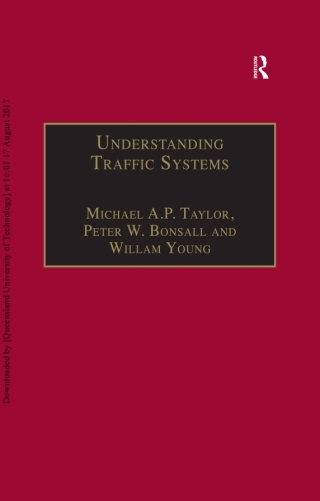 Downloaded by [Queensland University of Technology] at 16:01 17 August 2017
UNDERSTANDING
TRAFFIC SYSTEMS
MICHAEL A.P. TAYLOR,
PETER W. BONSALL AND
WILLAM YOUNG